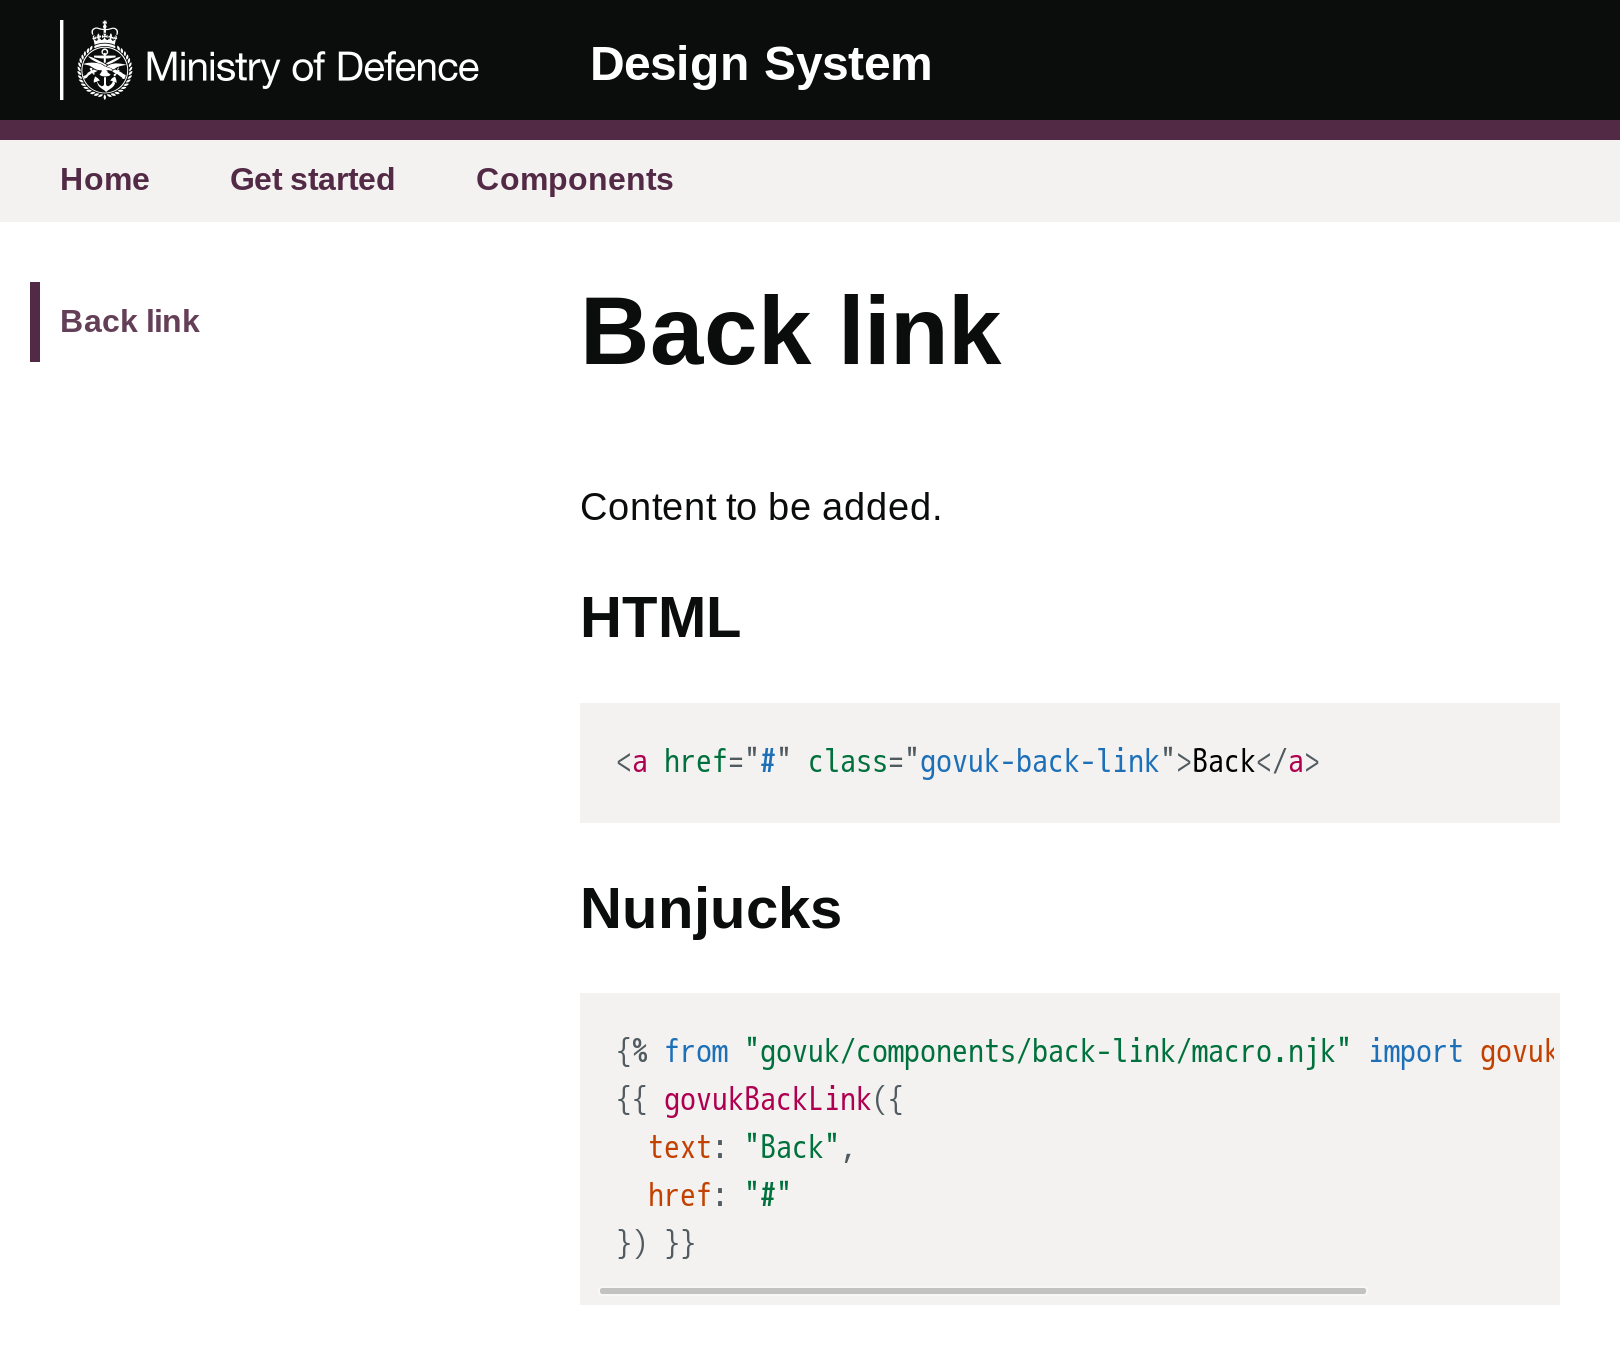 Ministry of Defence
Design System
Home Get started Components
Back link
Back link
Content to be added.
HTML
<a href="#" class="govuk-back-link">Back</a>
Nunjucks
{% from "govuk/components/back-link/macro.njk" import govuk
{{ govukBackLink({
  text: "Back",
  href: "#"
}) }}